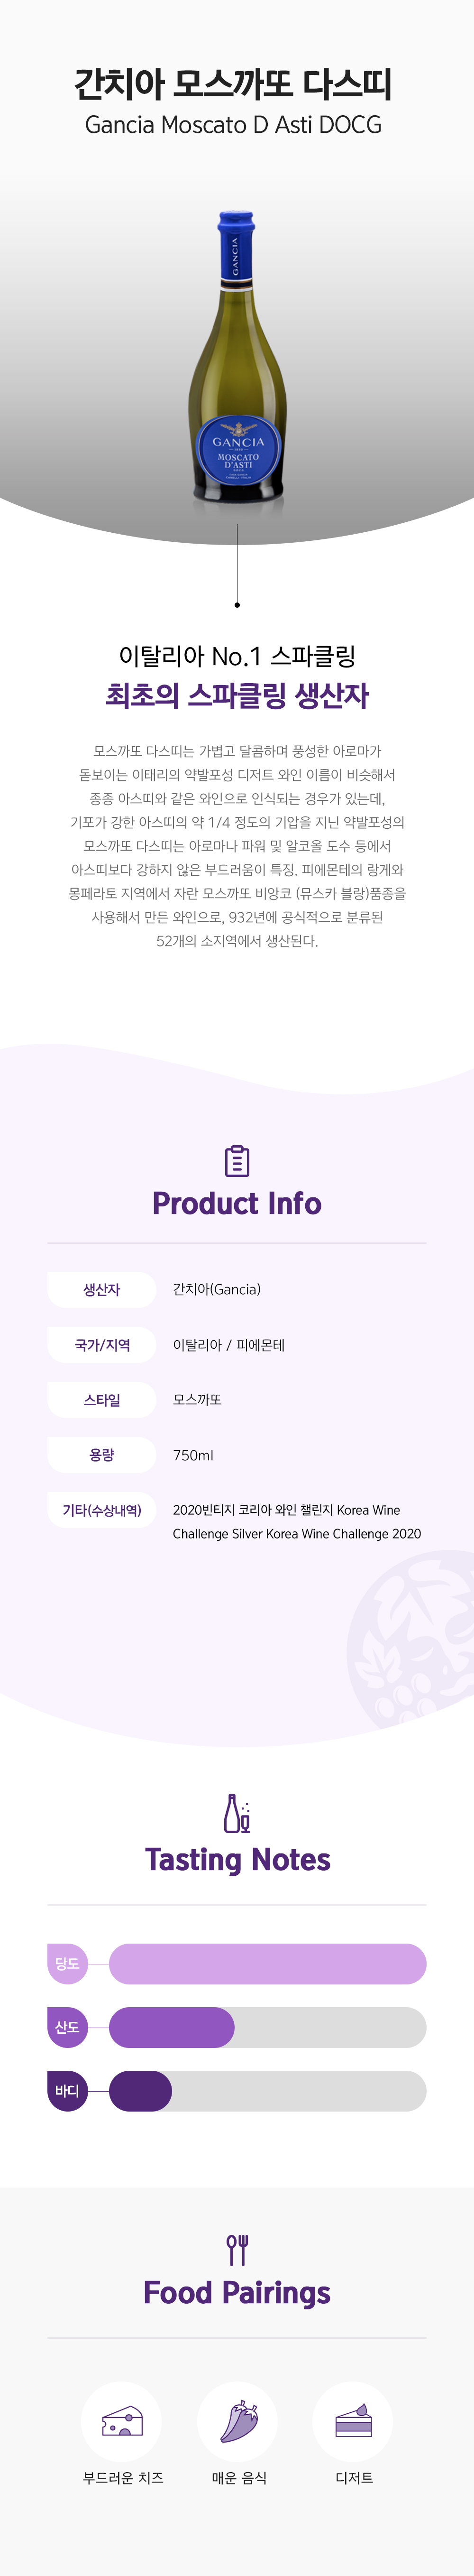 간치아 모스까또 다스띠
Gancia Moscato D Asti DOCG
GANCIA
GANCIA
MOSCATO
D'ASTI
이탈리아 No.1 스파클링
최초의 스파클링 생산자
모스까또 다스띠는 가볍고 달콤하며 풍성한 아로마가
돋보이는 이태리의 약발포성 디저트 와인 이름이 비슷해서
종종 아스띠와 같은 와인으로 인식되는 경우가 있는데,
기포가 강한 아스띠의 약 1/4 정도의 기압을 지닌 약발포성의
모스까또 다스띠는 아로마나 파워 및 알코올 도수 등에서
아스띠보다 강하지 않은 부드러움이 특징. 피에몬테의 랑게와
몽페라토 지역에서 자란 모스까또 비앙코 (뮤스카 블랑)품종을
사용해서 만든 와인으로, 932년에 공식적으로 분류된
52개의 소지역에서 생산된다.
Product Info
생산자 간치아(Gancia)
국가/지역 이탈리아 / 피에몬테
스타일 모스까또
용량 750ml
기타(수상내역) 2020빈티지 코리아 와인 챌린지 Korea Wine
Challenge Silver Korea Wine Challenge 2020
Tasting Notes
당도
산도
바디
Food Pairings
부드러운 치즈 매운 음식 디저트